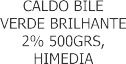 CALDO BILE
VERDE BRILHANTE
2% 500GRS,
HIMEDIA